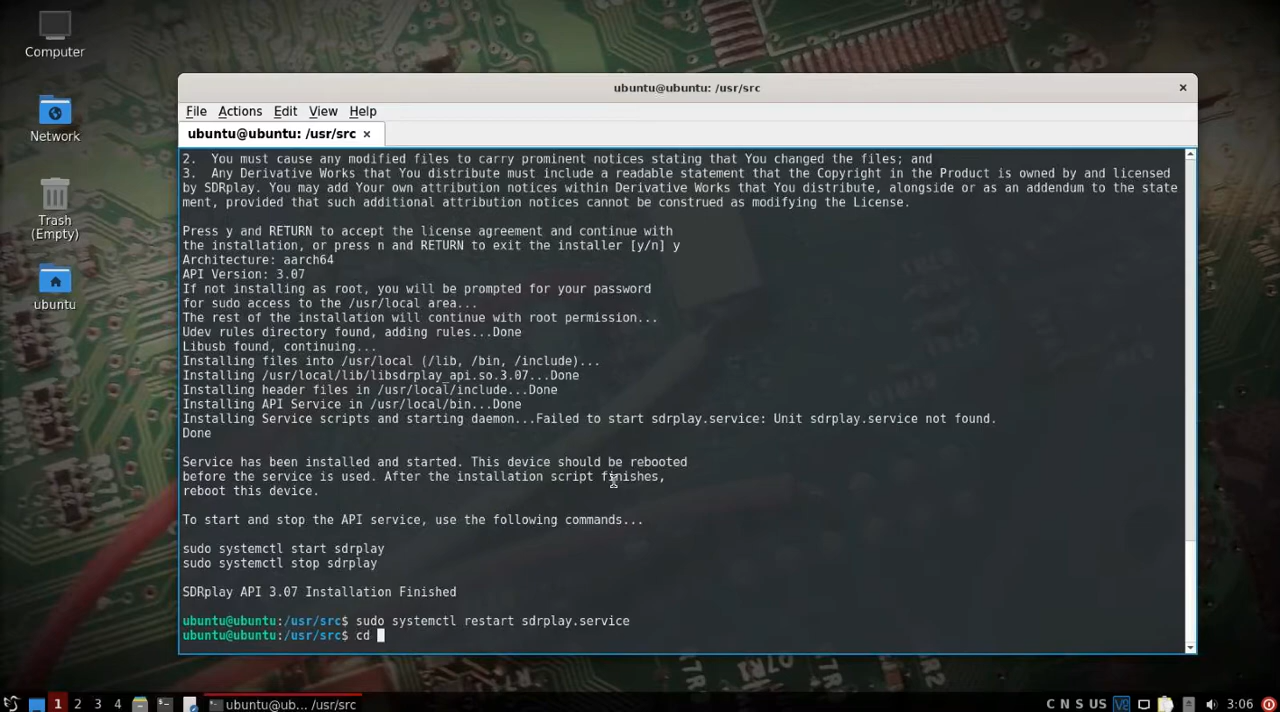 Computer
Network
Trash
(Empty)
ubuntu
ubuntu@ubuntu: /usr/src
File Actions Edit View Help
ubuntu@ubuntu: /usr/src
2.  You must cause any modified files to carry prominent notices stating that You changed the files; and
3.  Any Derivative Works that You distribute must include a readable statement that the Copyright in the Product is owned by and licensed
by SDRplay. You may add Your own attribution notices within Derivative Works that You distribute, alongside or as an addendum to the state
ment, provided that such additional attribution notices cannot be construed as modifying the License.
Press y and RETURN to accept the license agreement and continue with
the installation, or press n and RETURN to exit the installer [y/n] y
Architecture: aarch64
API Version: 3.07
If not installing as root, you will be prompted for your password
for sudo access to the /usr/local area...
The rest of the installation will continue with root permission...
Udev rules directory found, adding rules...Done
Libusb found, continuing...
Installing files into /usr/local (/lib, /bin, /include)...
Installing /usr/local/lib/libsdrplay_api.so.3.07...Done
Installing header files in /usr/local/include...Done
Installing API Service in /usr/local/bin...Done
Installing Service scripts and starting daemon...Failed to start sdrplay.service: Unit sdrplay.service not found.
Done
Service has been installed and started. This device should be rebooted
before the service is used. After the installation script finishes,
reboot this device.
To start and stop the API service, use the following commands...
sudo systemctl start sdrplay
sudo systemctl stop sdrplay
SDRplay API 3.07 Installation Finished
ubuntu@ubuntu:/usr/src$ sudo systemctl restart sdrplay.service
ubuntu@ubuntu:/usr/src$ cd
1 2 3 4 ubuntu@ub... /usr/src C N S US 3:06